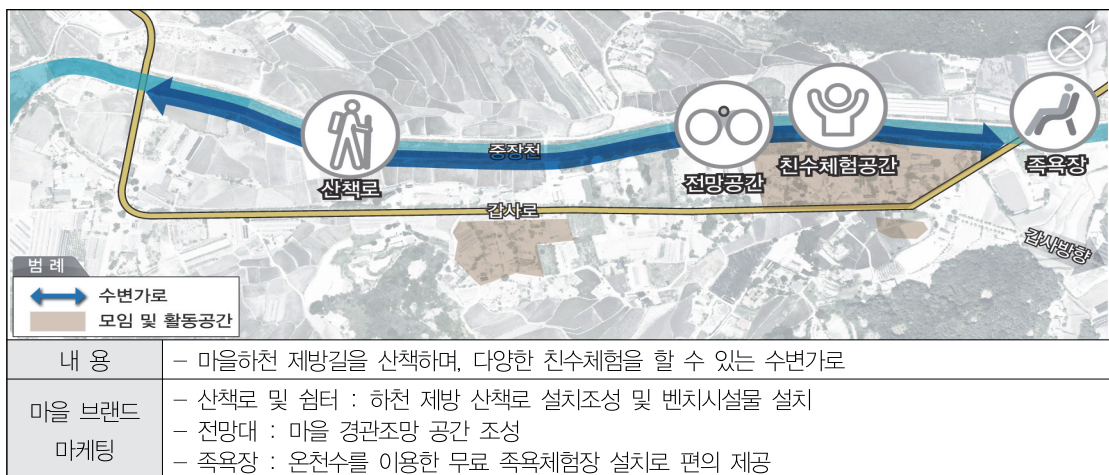 N
중장천
산책로
전망공간
친수체험공간
족욕장
갑사로
갑사방향
범 례
수변가로
모임 및 활동공간
내 용
– 마을하천 제방길을 산책하며, 다양한 친수체험을 할 수 있는 수변가로
마을 브랜드
마케팅
– 산책로 및 쉼터 : 하천 제방 산책로 설치조성 및 벤치시설물 설치
– 전망대 : 마을 경관조망 공간 조성
– 족욕장 : 온천수를 이용한 무료 족욕체험장 설치로 편의 제공